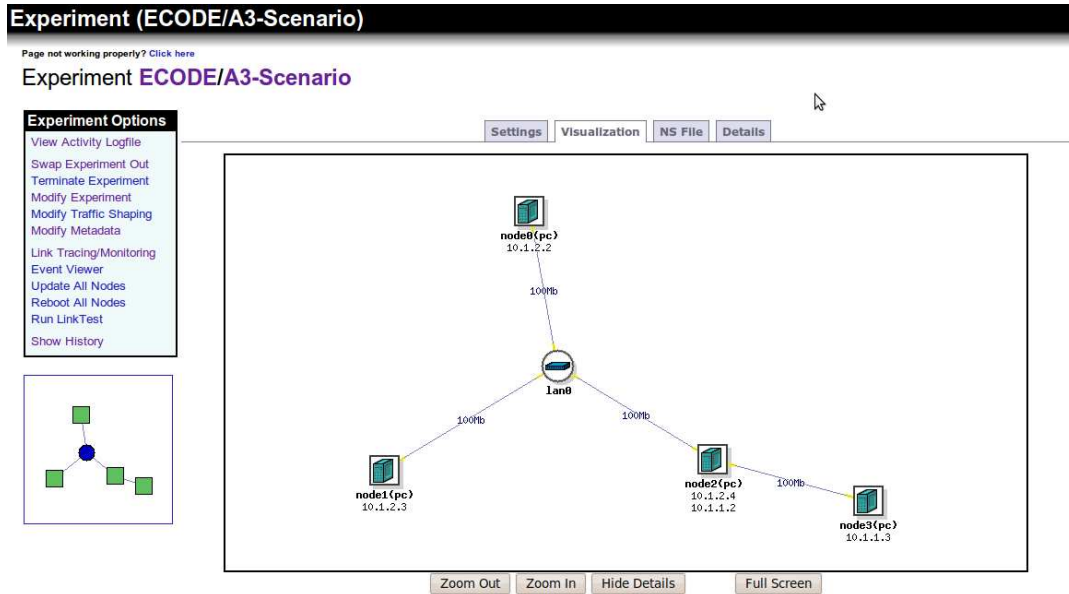 Experiment (ECODE/A3-Scenario)
Page not working properly? Click here
Experiment ECODE/A3-Scenario
Experiment Options
View Activity Logfile
Swap Experiment Out
Terminate Experiment
Modify Experiment
Modify Traffic Shaping
Modify Metadata
Link Tracing/Monitoring
Event Viewer
Update All Nodes
Reboot All Nodes
Run LinkTest
Show History
Settings
Visualization
NS File
Details
node0(pc)
10.1.2.2
100Mb
lan0
100Mb
100Mb
node1(pc)
10.1.2.3
node2(pc)
10.1.2.4
10.1.1.2
100Mb
node3(pc)
10.1.1.3
Zoom Out
Zoom In
Hide Details
Full Screen